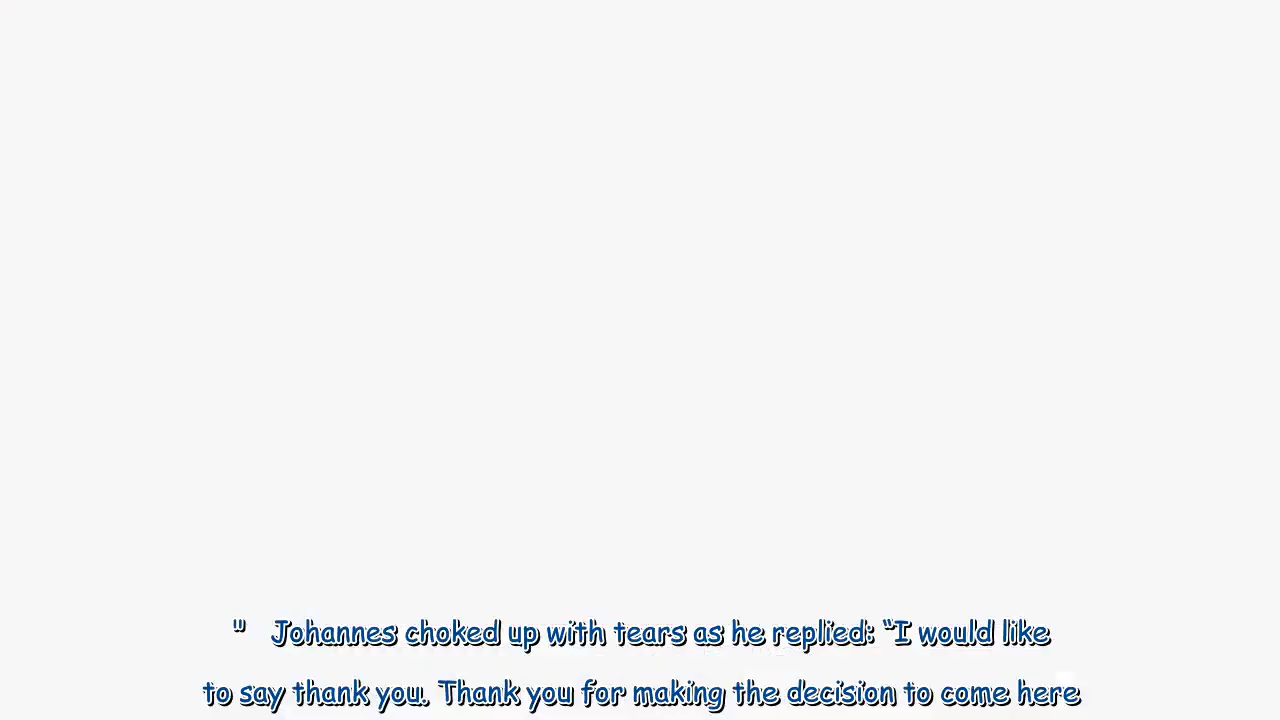 "   Johannes choked up with tears as he replied: “I would like
to say thank you. Thank you for making the decision to come here